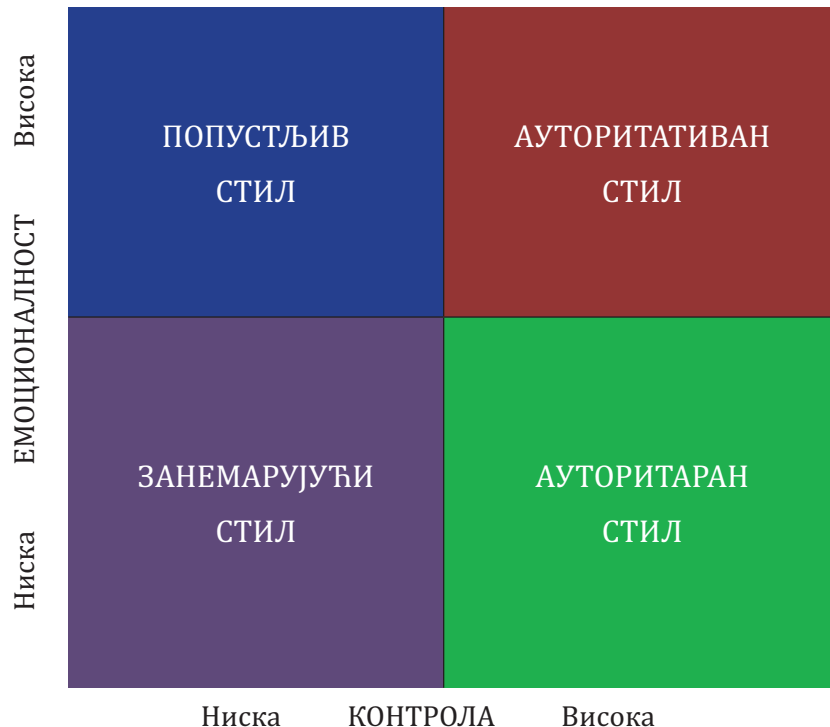 Висока
ПОПУСТЉИВ
СТИЛ
АУТОРИТАТИВАН
СТИЛ
ЕМОЦИОНАЛНОСТ
ЗАНЕМАРУЈУЋИ
СТИЛ
АУТОРИТАРАН
СТИЛ
Ниска
Ниска КОНТРОЛА Висока